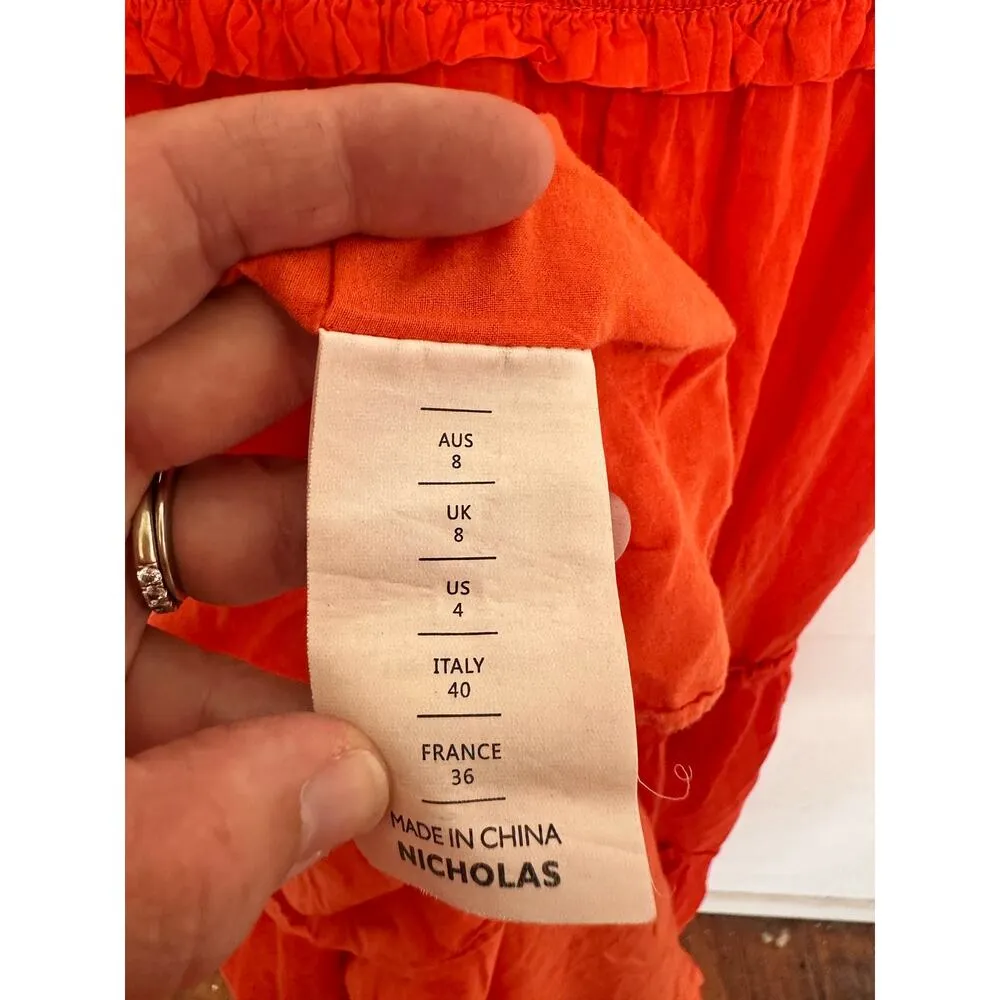 AUS
8
UK
8
US
4
ITALY
40
FRANCE
36
MADE IN CHINA
NICHOLAS